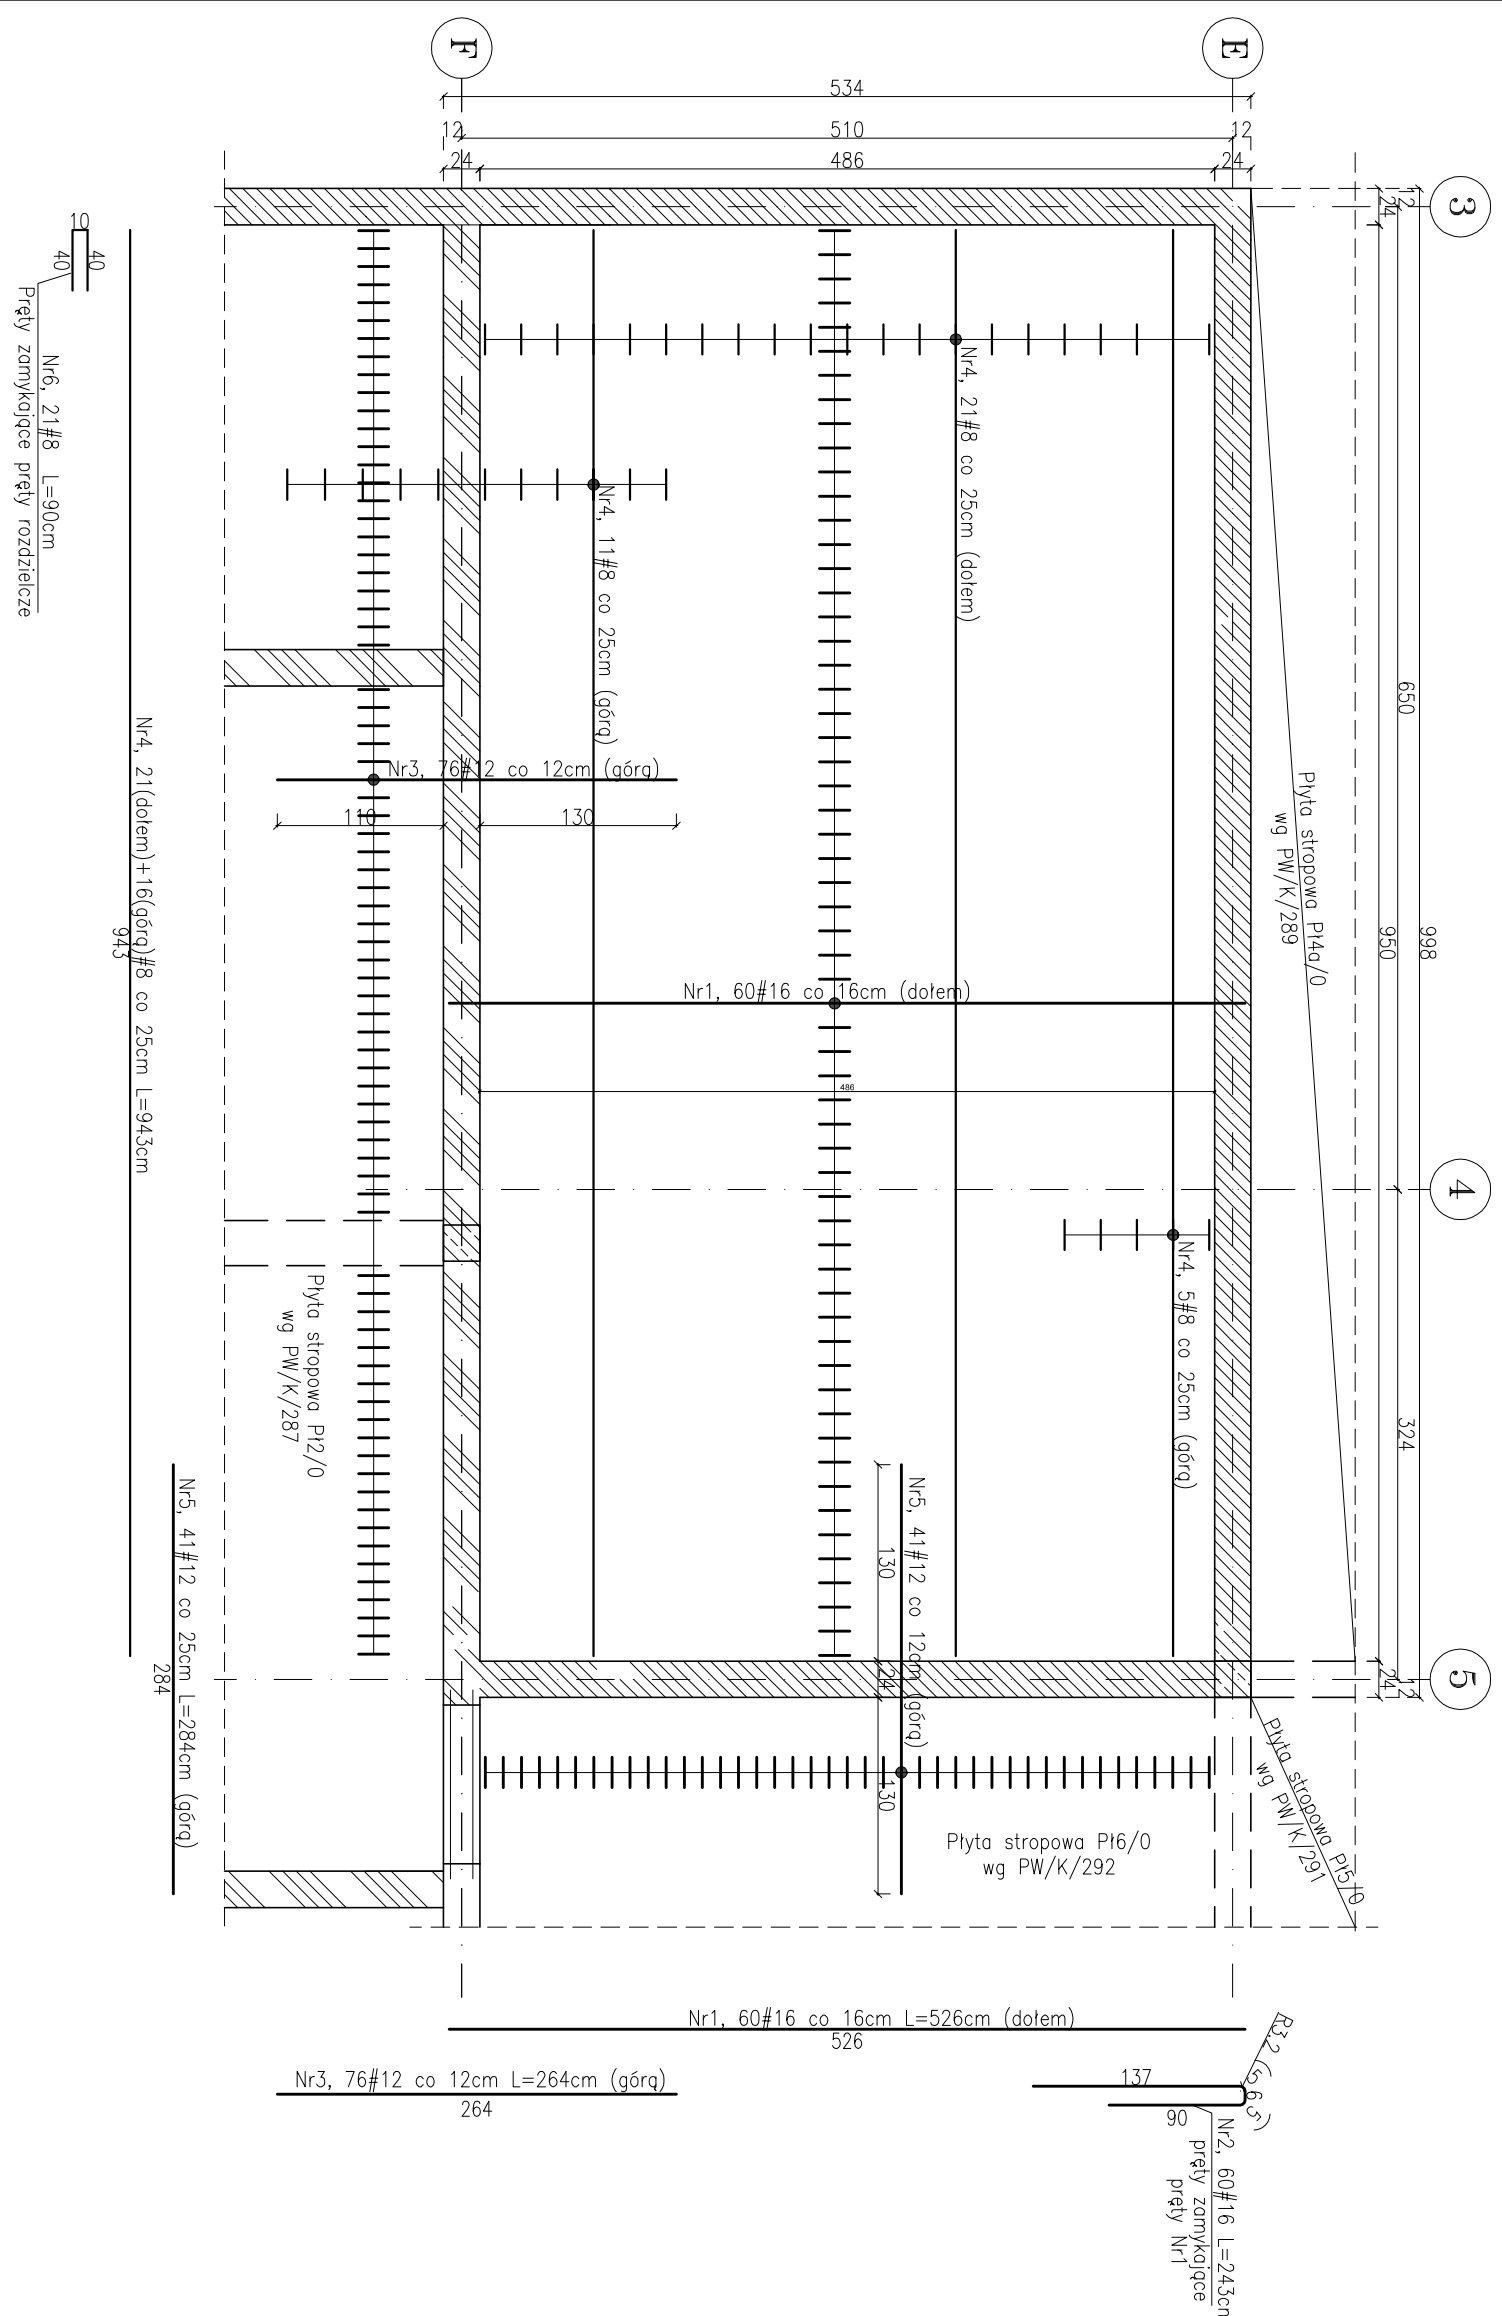 F
E
534
12
510
12
24
486
24
3
12
24
10
40
40
Nr6, 21#8 L=90cm
Pręty zamykające pręty rozdzielcze
Nr4, 21#8 co 25cm (dołem)
Nr4, 11#8 co 25cm (górą)
650
998
950
Płyta stropowa Pł4a/0
wg PW/K/289
Nr3, 76#12 co 12cm (górą)
110
130
Nr4, 21(dołem)+16(górą)#8 co 25cm L=943cm
943
Nr1, 60#16 co 16cm (dołem)
486
4
Nr4, 5#8 co 25cm (górą)
324
Płyta stropowa Pł2/0
wg PW/K/287
Nr5, 41#12 co 12cm (górą)
130
24
130
Nr5, 41#12 co 25cm L=284cm (górą)
284
5
12
24
Płyta stropowa Pł5/0
wg PW/K/291
Płyta stropowa Pł6/0
wg PW/K/292
Nr1, 60#16 co 16cm L=526cm (dołem)
526
Nr3, 76#12 co 12cm L=264cm (górą)
264
R3.2 (5 6.5)
137
90
Nr2, 60#16 L=243cm
pręty zamykające
pręty Nr1